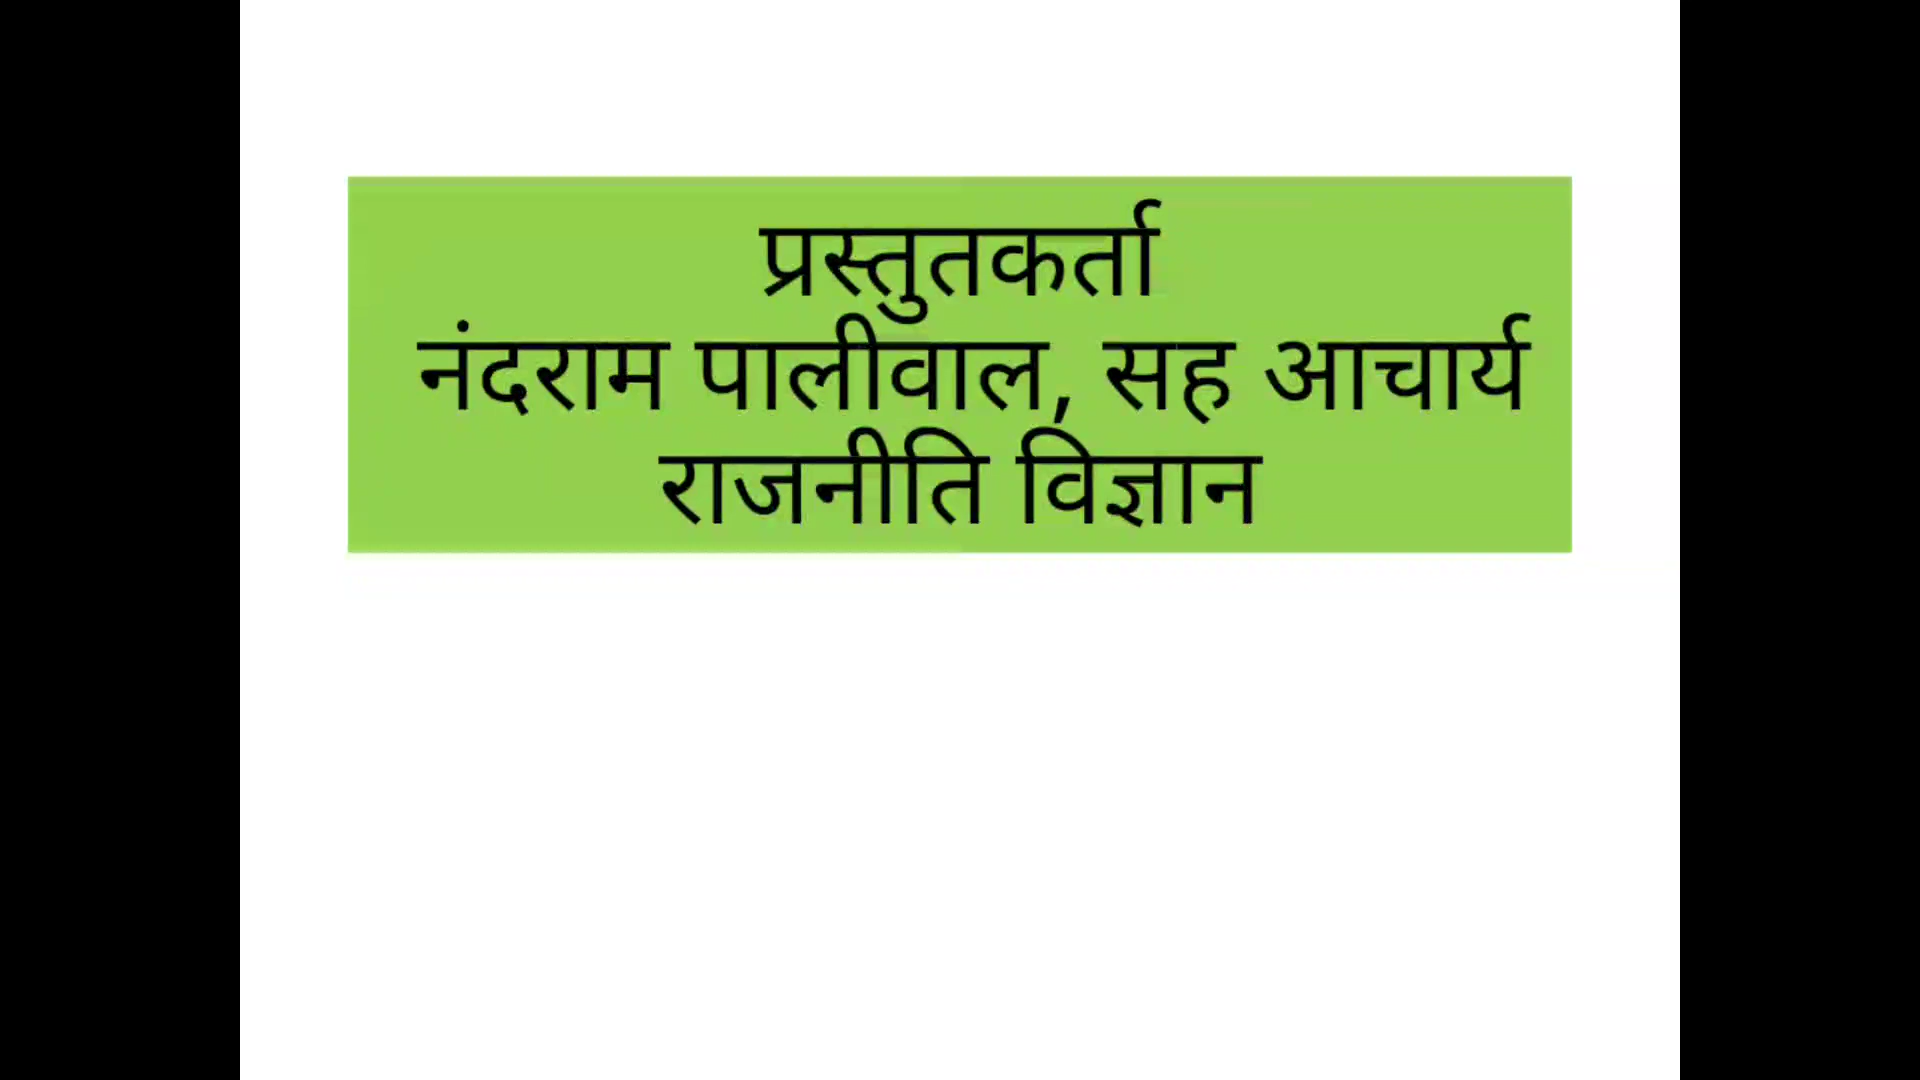 प्रस्तुतकर्ता
नंदराम पालीवाल, सह आचार्य
राजनीति विज्ञान